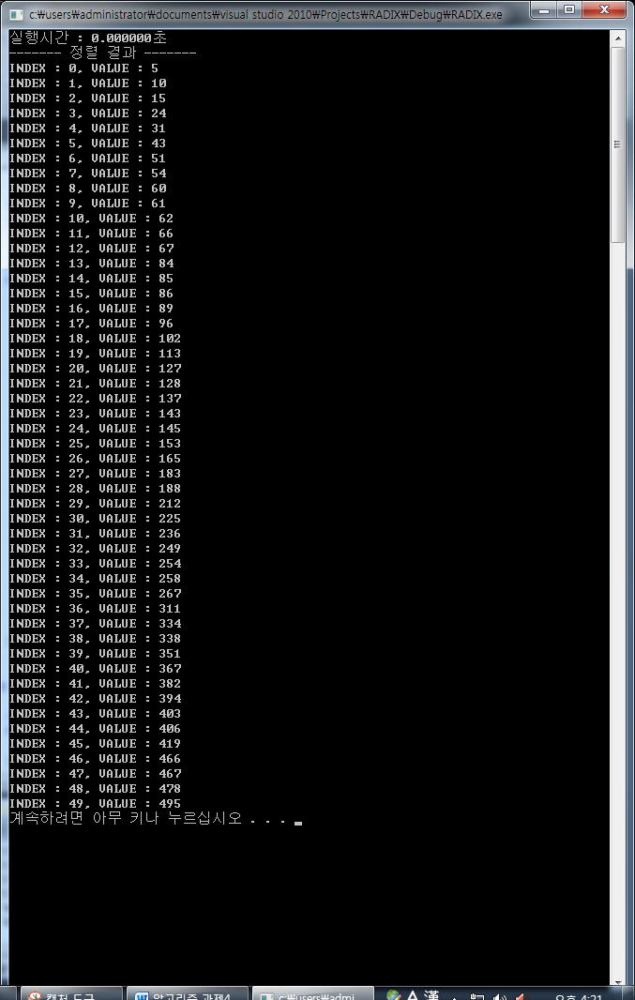 c:₩users₩administrator₩documents₩visual studio 2010₩Projects₩RADIX₩Debug₩RADIX.exe
실행시간 : 0.000000초
------- 정렬 결과 -------
INDEX : 0, VALUE : 5
INDEX : 1, VALUE : 10
INDEX : 2, VALUE : 15
INDEX : 3, VALUE : 24
INDEX : 4, VALUE : 31
INDEX : 5, VALUE : 43
INDEX : 6, VALUE : 51
INDEX : 7, VALUE : 54
INDEX : 8, VALUE : 60
INDEX : 9, VALUE : 61
INDEX : 10, VALUE : 62
INDEX : 11, VALUE : 66
INDEX : 12, VALUE : 67
INDEX : 13, VALUE : 84
INDEX : 14, VALUE : 85
INDEX : 15, VALUE : 86
INDEX : 16, VALUE : 89
INDEX : 17, VALUE : 96
INDEX : 18, VALUE : 102
INDEX : 19, VALUE : 113
INDEX : 20, VALUE : 127
INDEX : 21, VALUE : 128
INDEX : 22, VALUE : 137
INDEX : 23, VALUE : 143
INDEX : 24, VALUE : 145
INDEX : 25, VALUE : 153
INDEX : 26, VALUE : 165
INDEX : 27, VALUE : 183
INDEX : 28, VALUE : 188
INDEX : 29, VALUE : 212
INDEX : 30, VALUE : 225
INDEX : 31, VALUE : 236
INDEX : 32, VALUE : 249
INDEX : 33, VALUE : 254
INDEX : 34, VALUE : 258
INDEX : 35, VALUE : 267
INDEX : 36, VALUE : 311
INDEX : 37, VALUE : 334
INDEX : 38, VALUE : 338
INDEX : 39, VALUE : 351
INDEX : 40, VALUE : 367
INDEX : 41, VALUE : 382
INDEX : 42, VALUE : 394
INDEX : 43, VALUE : 403
INDEX : 44, VALUE : 406
INDEX : 45, VALUE : 419
INDEX : 46, VALUE : 466
INDEX : 47, VALUE : 467
INDEX : 48, VALUE : 478
INDEX : 49, VALUE : 495
계속하려면 아무 키나 누르십시오 . . .
캡처 도구 알고리즘 과제4 c:₩users₩admi... A 漢 오후 4:21